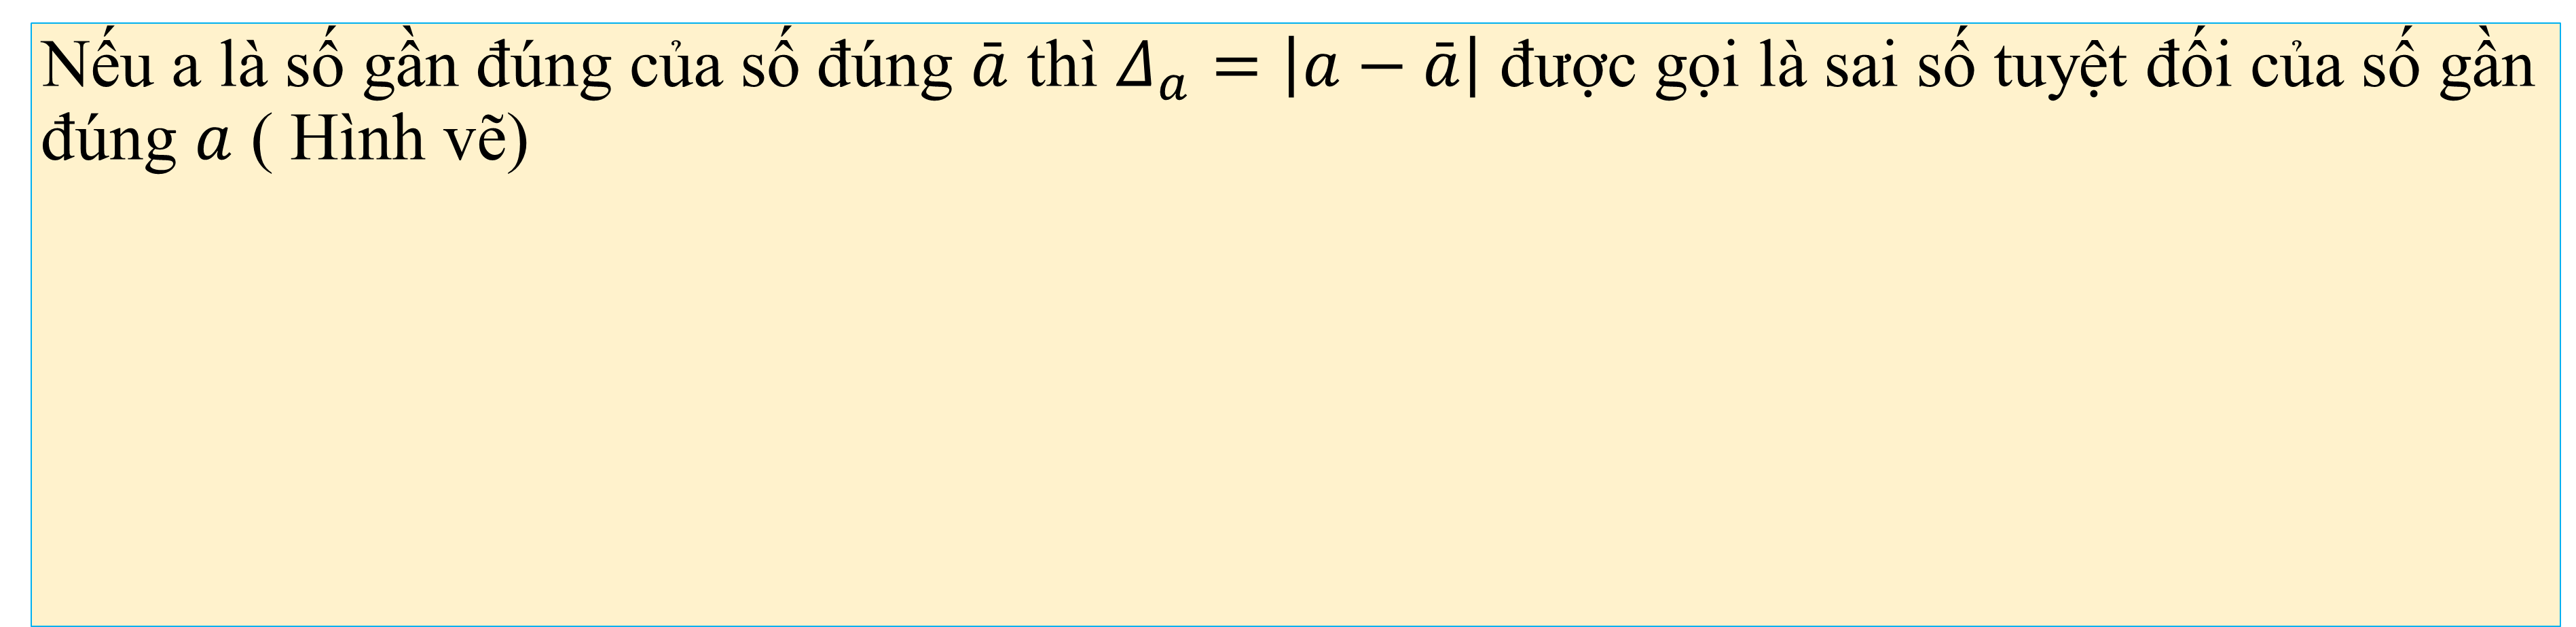 Nếu a là số gần đúng của số đúng ā thì Δₐ = |a − ā| được gọi là sai số tuyệt đối của số gần
đúng a ( Hình vẽ)